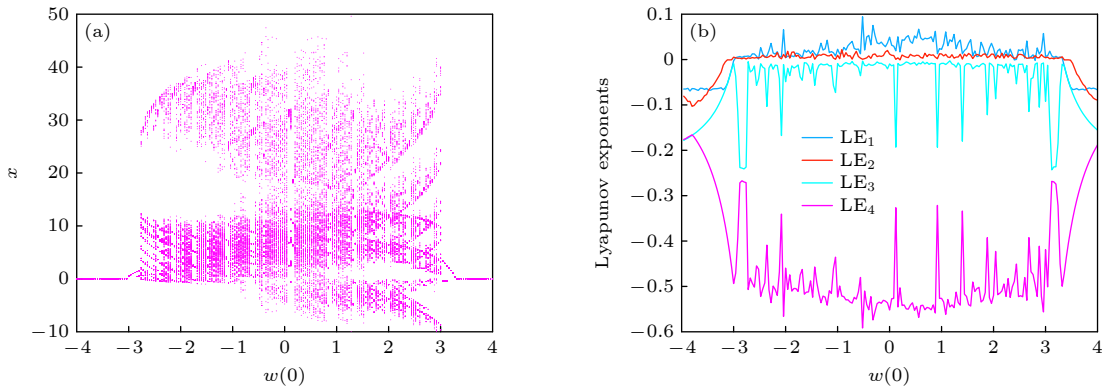 (a)
50
40
30
20
10
0
−10
x
−4 −3 −2 −1 0 1 2 3 4
w(0)
(b)
0.1
0
−0.1
−0.2
−0.3
−0.4
−0.5
−0.6
Lyapunov exponents
LE1
LE2
LE3
LE4
−4 −3 −2 −1 0 1 2 3 4
w(0)